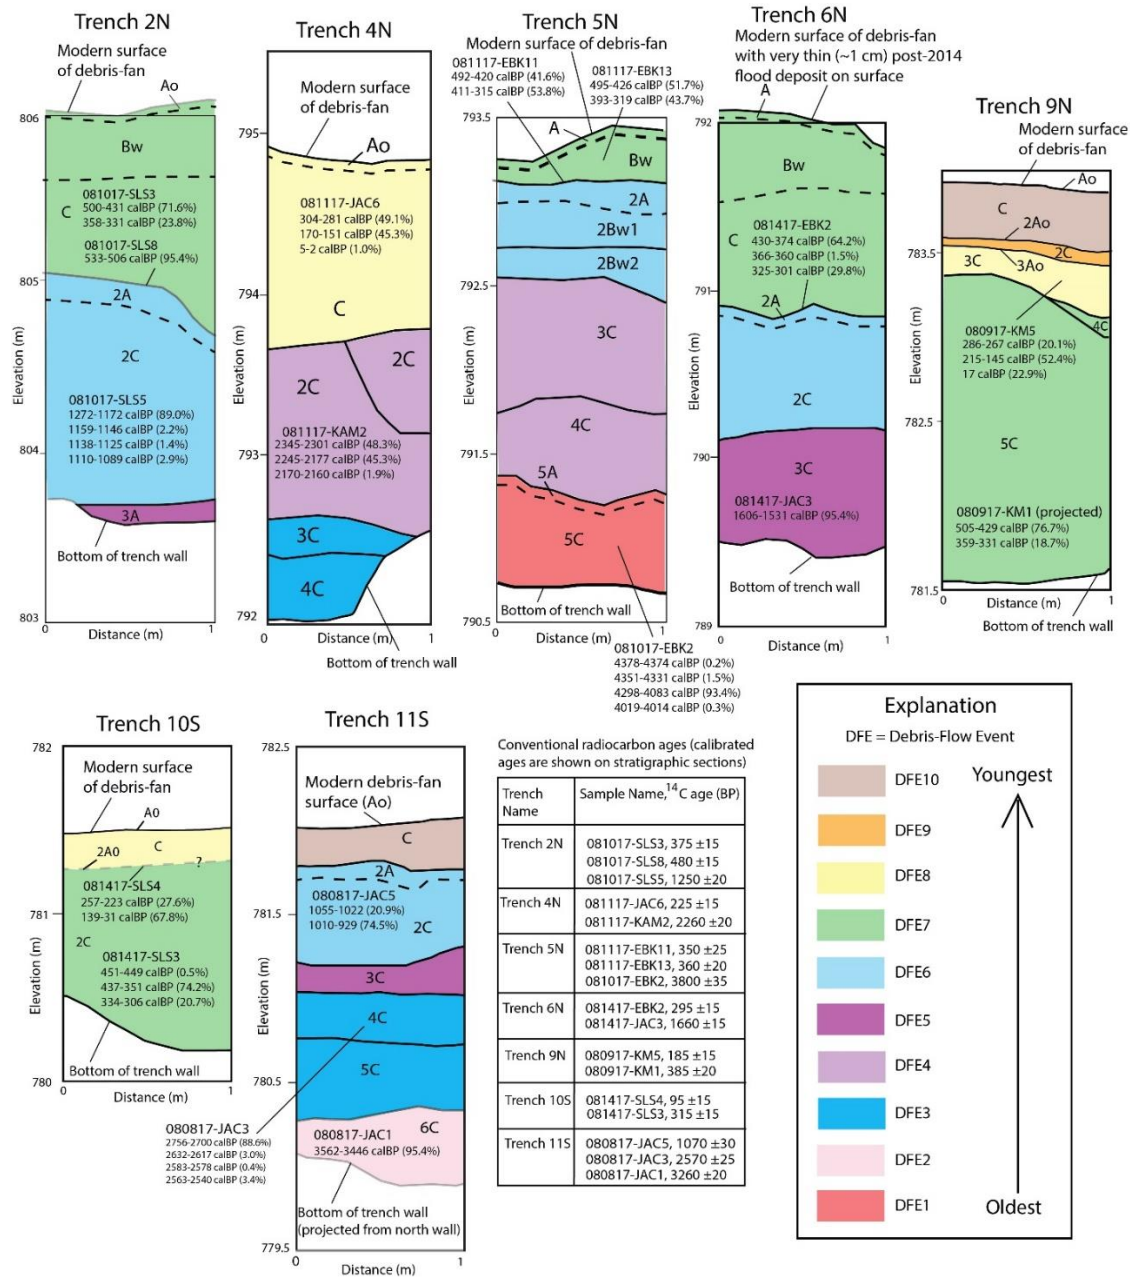 Trench 2N
Modern surface
of debris-fan
Ao
806
Bw
081017-SLS3
500-431 calBP (71.6%)
358-331 calBP (23.8%)
C
081017-SLS8
533-506 calBP (95.4%)
805
2A
2C
081017-SLS5
1272-1172 calBP (89.0%)
1159-1146 calBP (2.2%)
1138-1125 calBP (1.4%)
1110-1089 calBP (2.9%)
804
3A
Bottom of trench wall
803
0
1
Distance (m)
Elevation (m)
Trench 4N
Modern surface
of debris-fan
795
Ao
081117-JAC6
304-281 calBP (49.1%)
170-151 calBP (45.3%)
5-2 calBP (1.0%)
794
C
2C
2C
081117-KAM2
2345-2301 calBP (48.3%)
2245-2177 calBP (45.3%)
2170-2160 calBP (1.9%)
793
3C
4C
792
0
1
Distance (m)
Bottom of trench wall
Elevation (m)
Trench 5N
Modern surface of debris-fan
081117-EBK11
492-420 calBP (41.6%)
411-315 calBP (53.8%)
081117-EBK13
495-426 calBP (51.7%)
393-319 calBP (43.7%)
793.5
A
Bw
2A
2Bw1
2Bw2
792.5
3C
4C
791.5
5A
5C
Bottom of trench wall
790.5
0
1
Distance (m)
Elevation (m)
081017-EBK2
4378-4374 calBP (0.2%)
4351-4331 calBP (1.5%)
4298-4083 calBP (93.4%)
4019-4014 calBP (0.3%)
Trench 6N
Modern surface of debris-fan
with very thin (~1 cm) post-2014
flood deposit on surface
A
792
Bw
C
081417-EBK2
430-374 calBP (64.2%)
366-360 calBP (1.5%)
325-301 calBP (29.8%)
791
2A
2C
790
3C
081417-JAC3
1606-1531 calBP (95.4%)
Bottom of trench wall
789
0
1
Distance (m)
Elevation (m)
Trench 9N
Modern surface
of debris-fan
Ao
C
2Ao
783.5
2C
3C
3Ao
4C
080917-KM5
286-267 calBP (20.1%)
215-145 calBP (52.4%)
17 calBP (22.9%)
782.5
5C
080917-KM1 (projected)
505-429 calBP (76.7%)
359-331 calBP (18.7%)
781.5
0
1
Distance (m)
Bottom of trench wall
Elevation (m)
Trench 10S
782
Modern surface
of debris-fan
A0
C
2A0
?
081417-SLS4
257-223 calBP (27.6%)
139-31 calBP (67.8%)
781
2C
081417-SLS3
451-449 calBP (0.5%)
437-351 calBP (74.2%)
334-306 calBP (20.7%)
Bottom of trench wall
780
0
1
Distance (m)
Elevation (m)
Trench 11S
782.5
Modern debris-fan
surface (Ao)
C
2A
080817-JAC5
1055-1022 (20.9%)
1010-929 (74.5%)
2C
781.5
3C
4C
5C
780.5
6C
080817-JAC1
3562-3446 calBP (95.4%)
080817-JAC3
2756-2700 calBP (88.6%)
2632-2617 calBP (3.0%)
2583-2578 calBP (0.4%)
2563-2540 calBP (3.4%)
Bottom of trench wall
(projected from north wall)
779.5
0
1
Distance (m)
Elevation (m)
Conventional radiocarbon ages (calibrated
ages are shown on stratigraphic sections)
Trench Name
Sample Name, 14C age (BP)
Trench 2N
081017-SLS3, 375 ±15
081017-SLS8, 480 ±15
081017-SLS5, 1250 ±20
Trench 4N
081117-JAC6, 225 ±15
081117-KAM2, 2260 ±20
Trench 5N
081117-EBK11, 350 ±25
081117-EBK13, 360 ±20
081017-EBK2, 3800 ±35
Trench 6N
081417-EBK2, 295 ±15
081417-JAC3, 1660 ±15
Trench 9N
080917-KM5, 185 ±15
080917-KM1, 385 ±20
Trench 10S
081417-SLS4, 95 ±15
081417-SLS3, 315 ±15
Trench 11S
080817-JAC5, 1070 ±30
080817-JAC3, 2570 ±25
080817-JAC1, 3260 ±20
Explanation
DFE = Debris-Flow Event
DFE10
DFE9
DFE8
DFE7
DFE6
DFE5
DFE4
DFE3
DFE2
DFE1
Youngest
Oldest